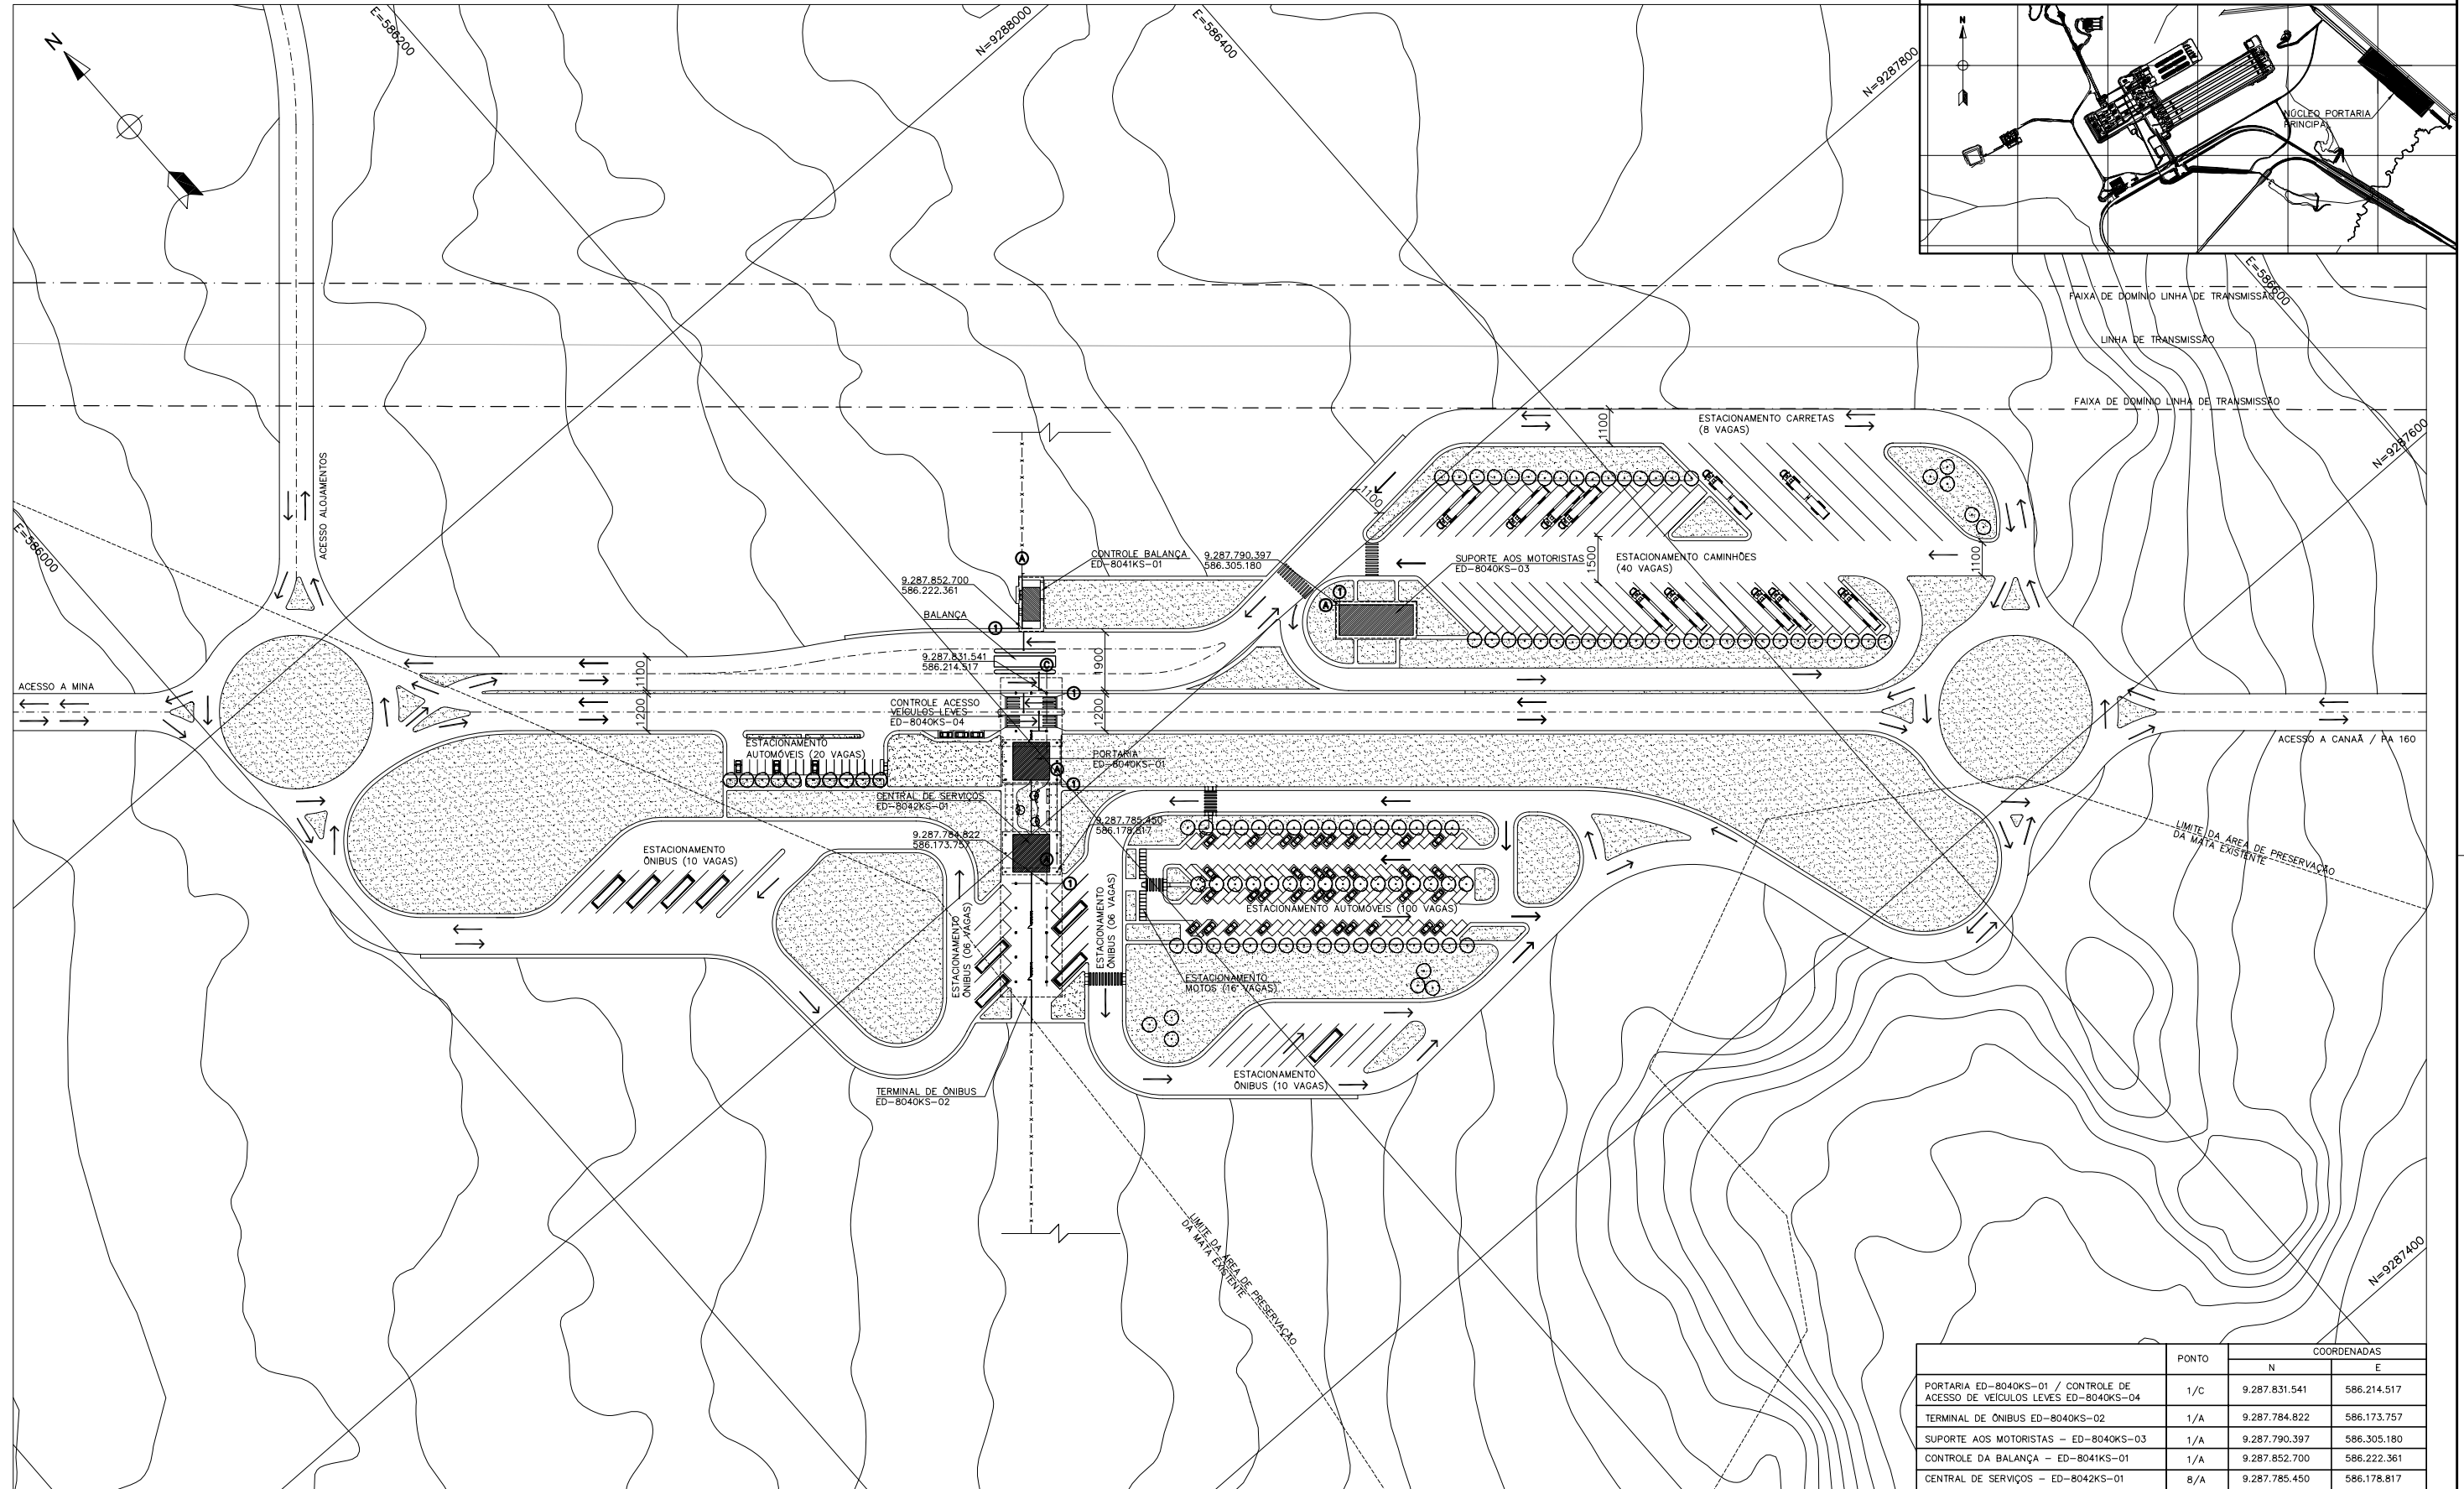 N
E=586200
N=9288000
E=586400
N=9287800
N
NÚCLEO PORTARIA
PRINCIPAL
E=586600
FAIXA DE DOMÍNIO LINHA DE TRANSMISSÃO
LINHA DE TRANSMISSÃO
FAIXA DE DOMÍNIO LINHA DE TRANSMISSÃO
N=9287600
ESTACIONAMENTO CARRETAS
(8 VAGAS)
1100
1100
ACESSO ALOJAMENTOS
E=586000
A
CONTROLE BALANÇA
ED-8041KS-01
9.287.790.397
586.305.180
SUPORTE AOS MOTORISTAS
ED-8040KS-03
1500
ESTACIONAMENTO CAMINHÕES
(40 VAGAS)
1100
9.287.852.700
586.222.361
1
A
BALANÇA
1
9.287.831.541
586.214.517
C
1900
1100
ACESSO A MINA
1
CONTROLE ACESSO
VEÍCULOS LEVES
ED-8040KS-04
1200
1200
ESTACIONAMENTO
AUTOMÓVEIS (20 VAGAS)
PORTARIA
ED-8040KS-01
A
1
ACESSO A CANAÃ / PA 160
CENTRAL DE SERVIÇOS
ED-8042KS-01
9.287.785.450
586.178.817
9.287.784.822
586.173.757
A
1
ESTACIONAMENTO
ÔNIBUS (10 VAGAS)
LIMITE DA ÁREA DE PRESERVAÇÃO
DA MATA EXISTENTE
ESTACIONAMENTO
ÔNIBUS (06 VAGAS)
ESTACIONAMENTO
ÔNIBUS (06 VAGAS)
ESTACIONAMENTO AUTOMÓVEIS (100 VAGAS)
ESTACIONAMENTO
MOTOS (16 VAGAS)
ESTACIONAMENTO
ÔNIBUS (10 VAGAS)
TERMINAL DE ÔNIBUS
ED-8040KS-02
LIMITE DA ÁREA DE PRESERVAÇÃO
DA MATA EXISTENTE
N=9287400
PONTO COORDENADAS
N E
PORTARIA ED-8040KS-01 / CONTROLE DE
ACESSO DE VEÍCULOS LEVES ED-8040KS-04 1/C 9.287.831.541 586.214.517
TERMINAL DE ÔNIBUS ED-8040KS-02 1/A 9.287.784.822 586.173.757
SUPORTE AOS MOTORISTAS - ED-8040KS-03 1/A 9.287.790.397 586.305.180
CONTROLE DA BALANÇA - ED-8041KS-01 1/A 9.287.852.700 586.222.361
CENTRAL DE SERVIÇOS - ED-8042KS-01 8/A 9.287.785.450 586.178.817